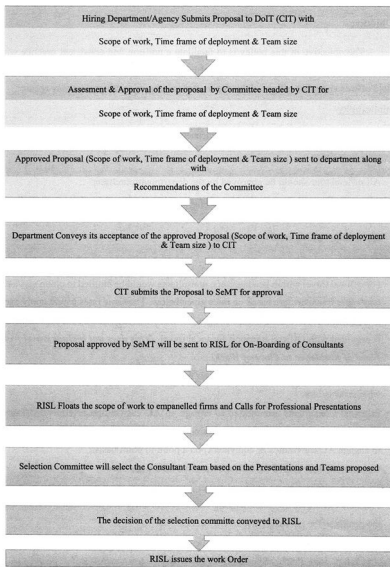 Hiring Department/Agency Submits Proposal to DoIT (CIT) with
Scope of work, Time frame of deployment & Team size
Assesment & Approval of the proposal by Committee headed by CIT for
Scope of work, Time frame of deployment & Team size
Approved Proposal (Scope of work, Time frame of deployment & Team size ) sent to department along
with
Recommendations of the Committee
Department Conveys its acceptance of the approved Proposal (Scope of work, Time frame of deployment
& Team size ) to CIT
CIT submits the Proposal to SeMT for approval
Proposal approved by SeMT will be sent to RISL for On-Boarding of Consultants
RISL Floats the scope of work to empanelled firms and Calls for Professional Presentations
Selection Committee will select the Consultant Team based on the Presentations and Teams proposed
The decision of the selection committe conveyed to RISL
RISL issues the work Order